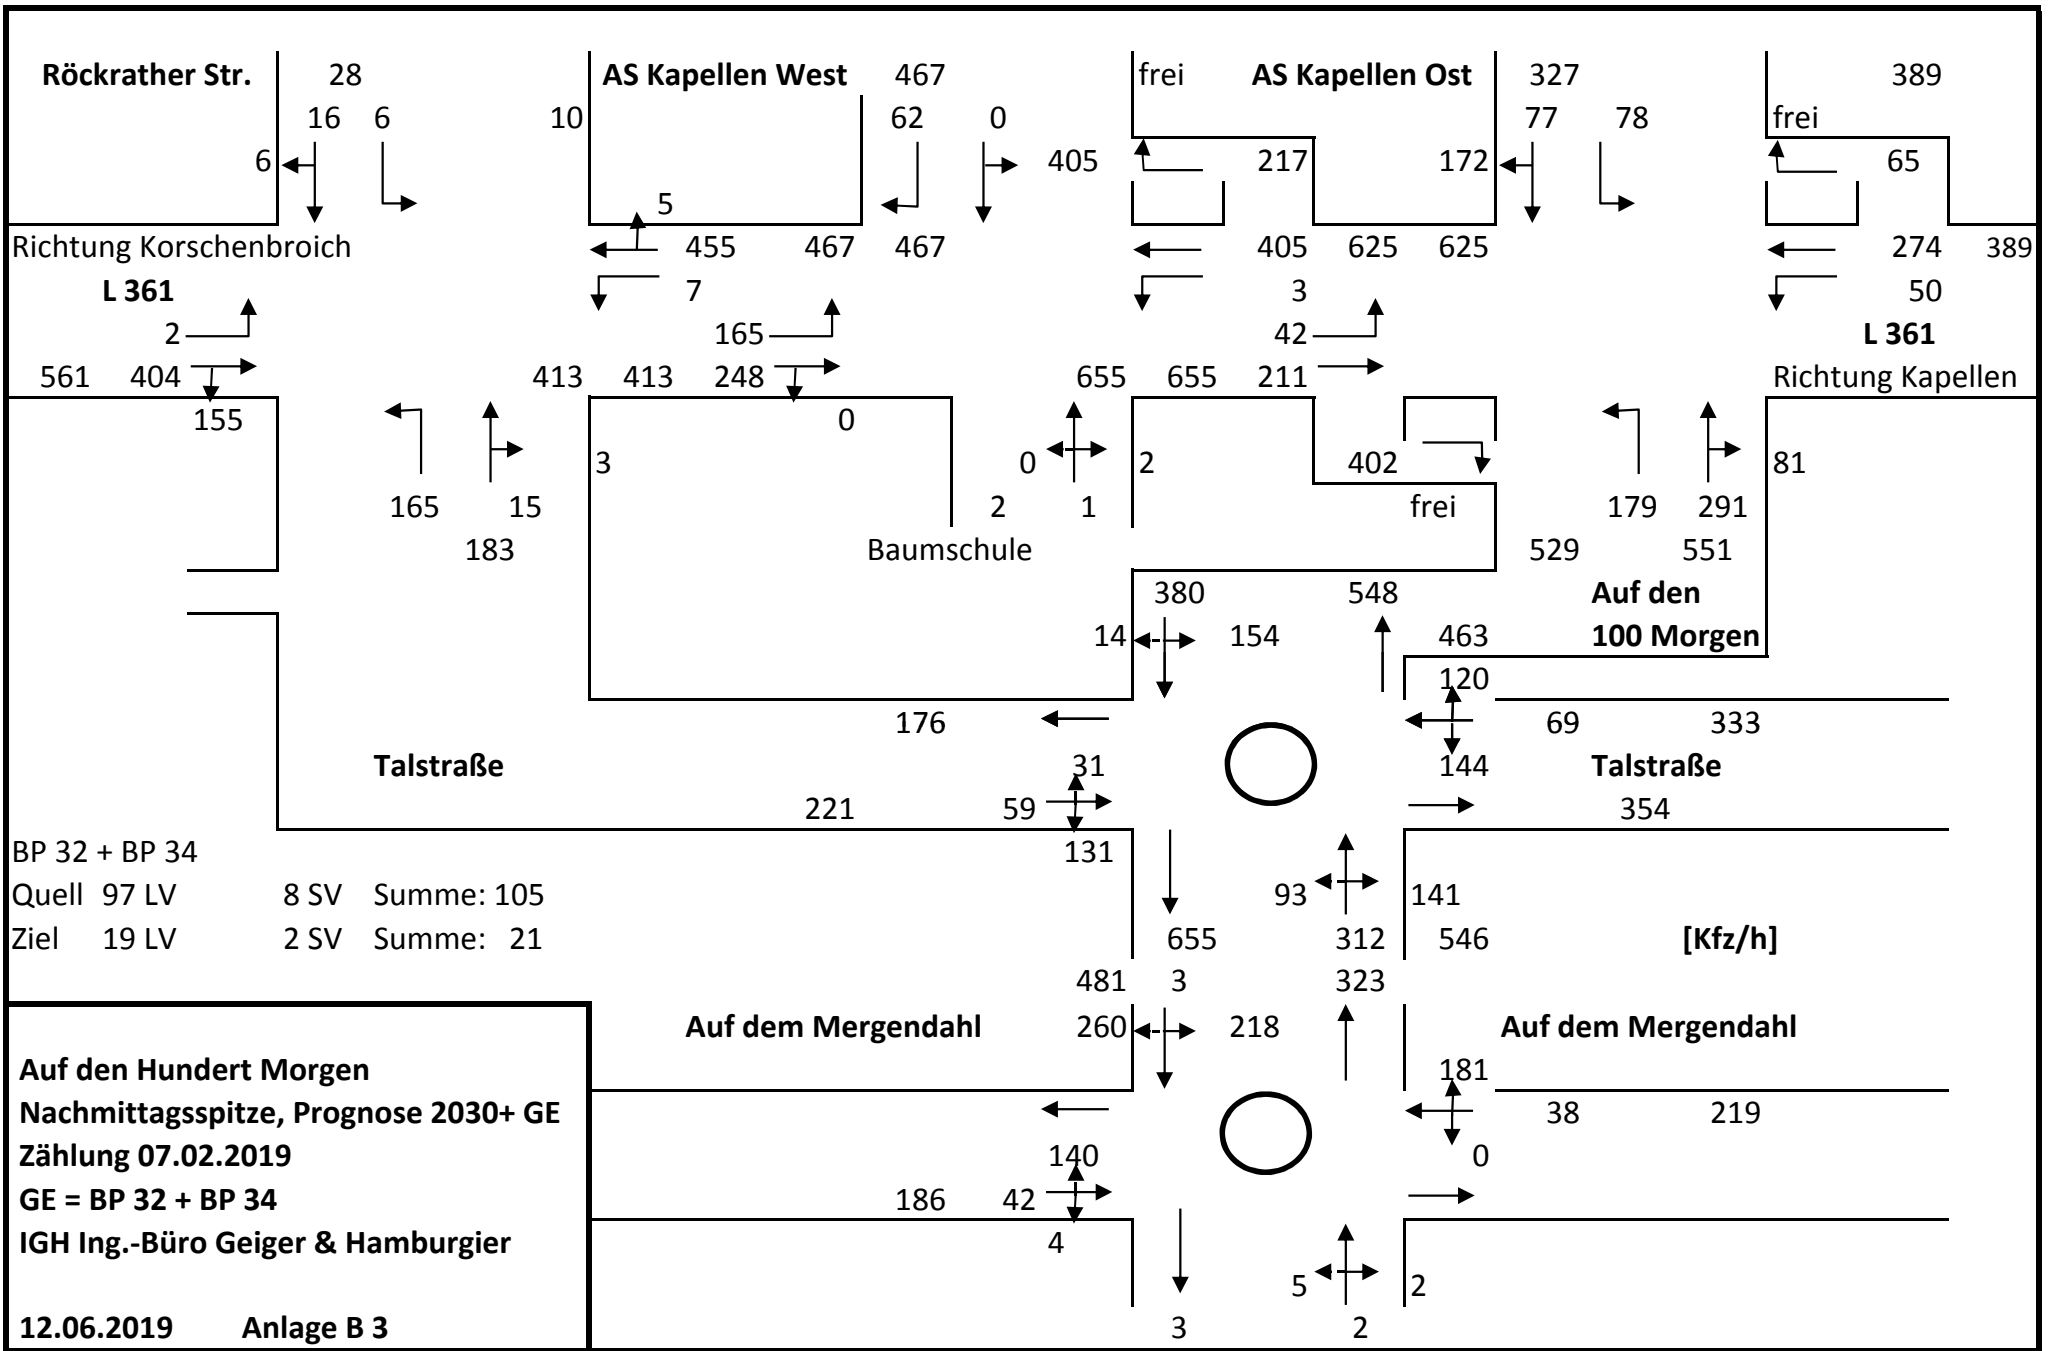 Röckrather Str. 28 AS Kapellen West 467 frei AS Kapellen Ost 327 389
16 6 10 62 0 77 78 frei
6 405 217 172 65
5
Richtung Korschenbroich 455 467 467 405 625 625 274 389
L 361 7 3 50
2 165 42 L 361
561 404 413 413 248 655 655 211 Richtung Kapellen
155 0
3 0 2 402 81
165 15 2 1 frei 179 291
183 Baumschule 529 551
380 548 Auf den
14 154 463 100 Morgen
120
176 69 333
Talstraße 31 144 Talstraße
221 59 354
BP 32 + BP 34 131
Quell 97 LV 8 SV Summe: 105 93 141
Ziel 19 LV 2 SV Summe: 21 655 312 546 [Kfz/h]
481 3 323
Auf dem Mergendahl 260 218 Auf dem Mergendahl
Auf den Hundert Morgen 181
Nachmittagsspitze, Prognose 2030+ GE 38 219
Zählung 07.02.2019 140 0
GE = BP 32 + BP 34 186 42
IGH Ing.-Büro Geiger & Hamburgier 4
5 2
12.06.2019 Anlage B 3 3 2